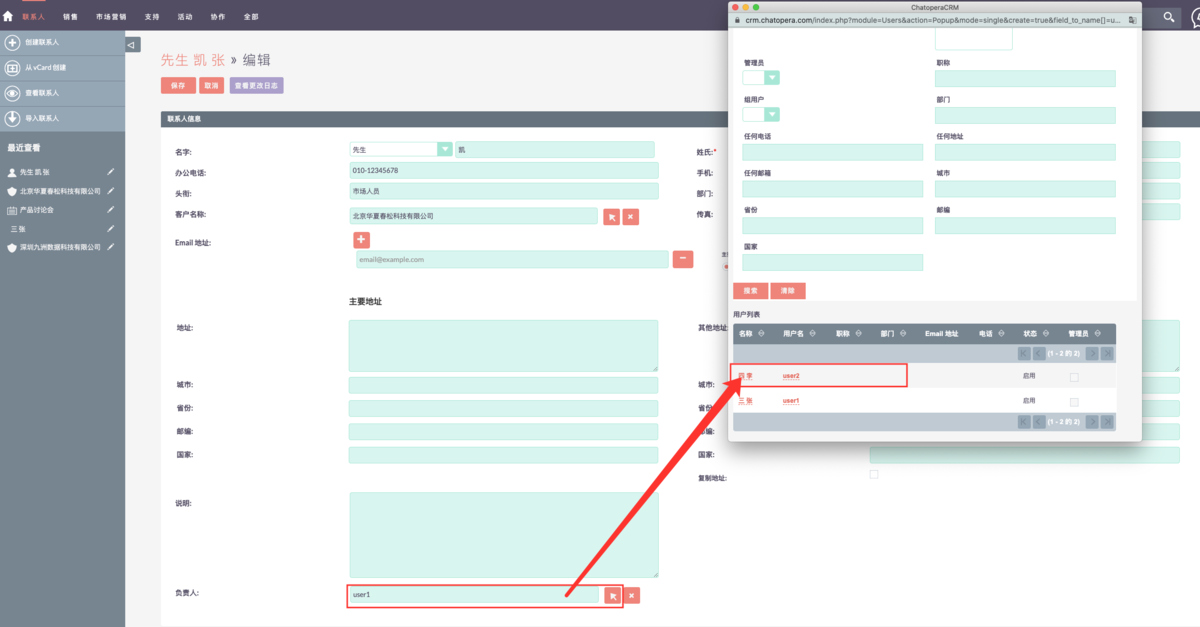 联系人 销售 市场营销 支持 活动 协作 全部
创建联系人
从 vCard 创建
查看联系人
导入联系人
最近查看
先生 凯 张
北京华夏春松科技有限公司
产品讨论会
三 张
深圳九洲数据科技有限公司
先生 凯 张 » 编辑
保存 取消 查看更改日志
联系人信息
名字: 先生 凯 姓氏:*
办公电话: 010-12345678 手机:
头衔: 市场人员 部门:
客户名称: 北京华夏春松科技有限公司 传真:
Email 地址:
email@example.com
主要地址
地址: 其他地址
城市: 城市:
省份: 省份
邮编: 邮编:
国家: 国家:
复制地址:
说明:
负责人: user1
ChatoperaCRM
crm.chatopera.com/index.php?module=Users&action=Popup&mode=single&create=true&field_to_name[]=u...
管理员 职称
组用户 部门
任何电话 任何地址
任何邮箱 城市
省份 邮编
国家
搜索 清除
用户列表
名称 用户名 职称 部门 Email 地址 电话 状态 管理员
(1 - 2 的 2)
四 李 user2 启用
三 张 user1 启用
(1 - 2 的 2)